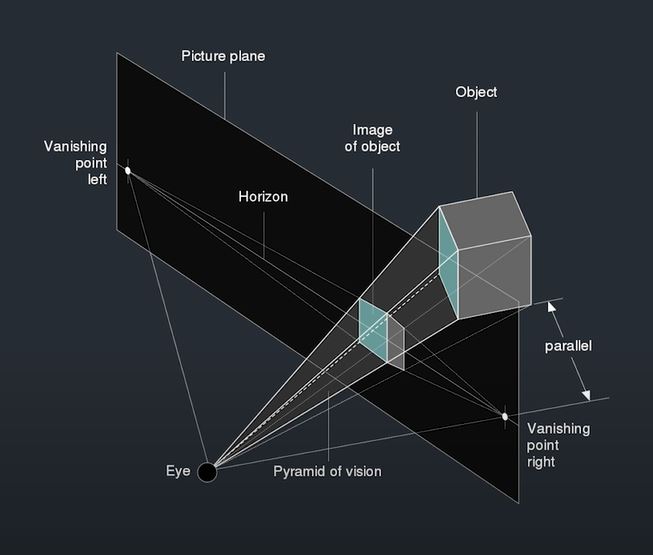 Picture plane
Object
Image
of object
Vanishing
point
left
Horizon
parallel
Vanishing
point
right
Eye
Pyramid of vision